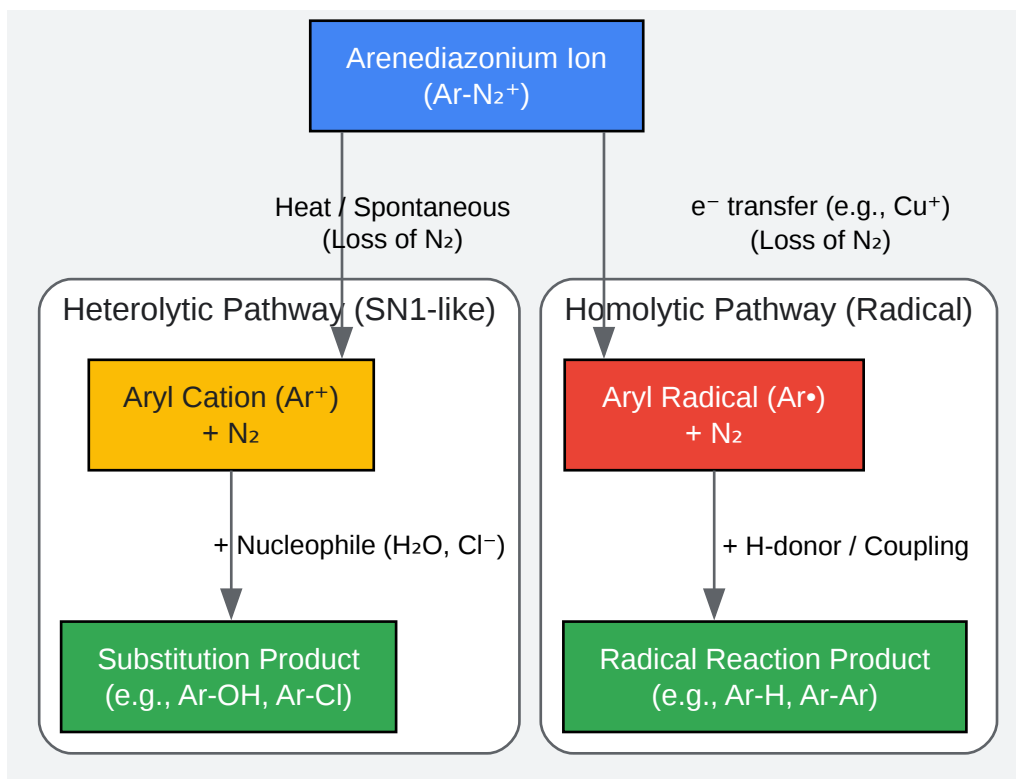 Arenediazonium Ion
(Ar-N₂⁺)
Heat / Spontaneous
(Loss of N₂)
e⁻ transfer (e.g., Cu⁺)
(Loss of N₂)
Heterolytic Pathway (SN1-like)
Homolytic Pathway (Radical)
Aryl Cation (Ar⁺)
+ N₂
Aryl Radical (Ar•)
+ N₂
+ Nucleophile (H₂O, Cl⁻)
+ H-donor / Coupling
Substitution Product
(e.g., Ar-OH, Ar-Cl)
Radical Reaction Product
(e.g., Ar-H, Ar-Ar)